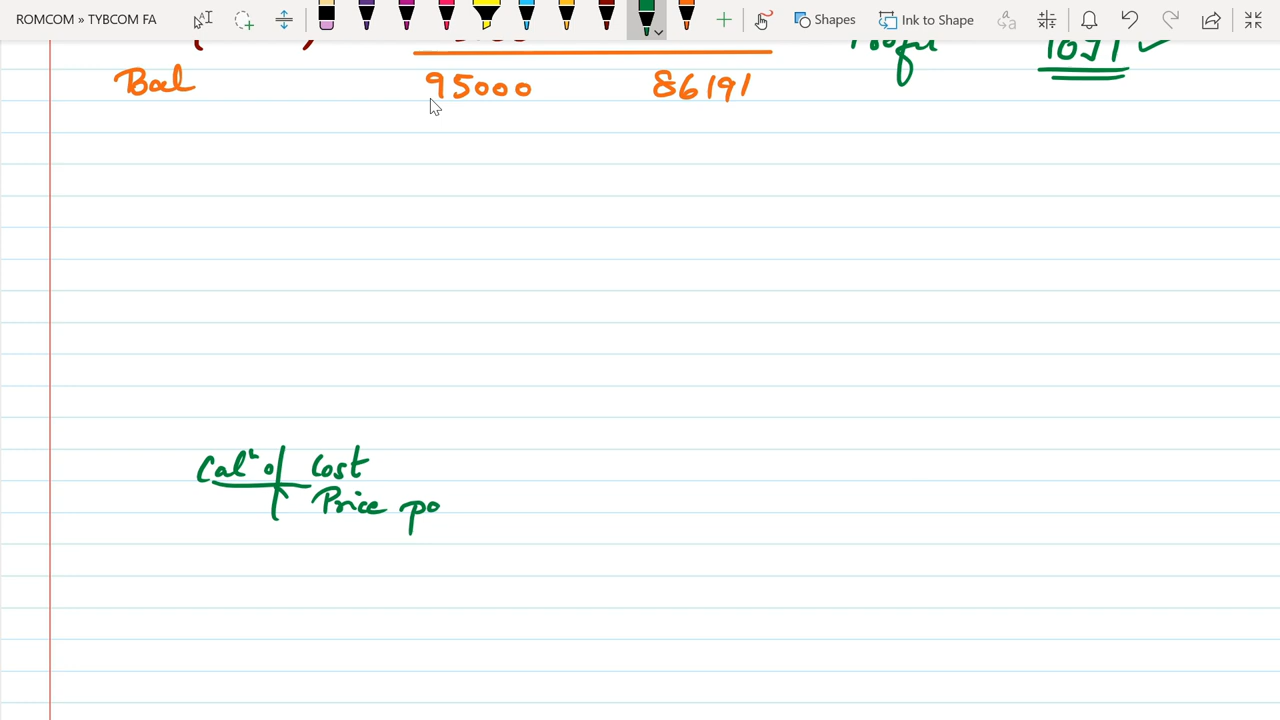 ROMCOM » TYBCOM FA
Shapes
Ink to Shape
Bal 95000 86191
Calⁿ of Cost
Price po